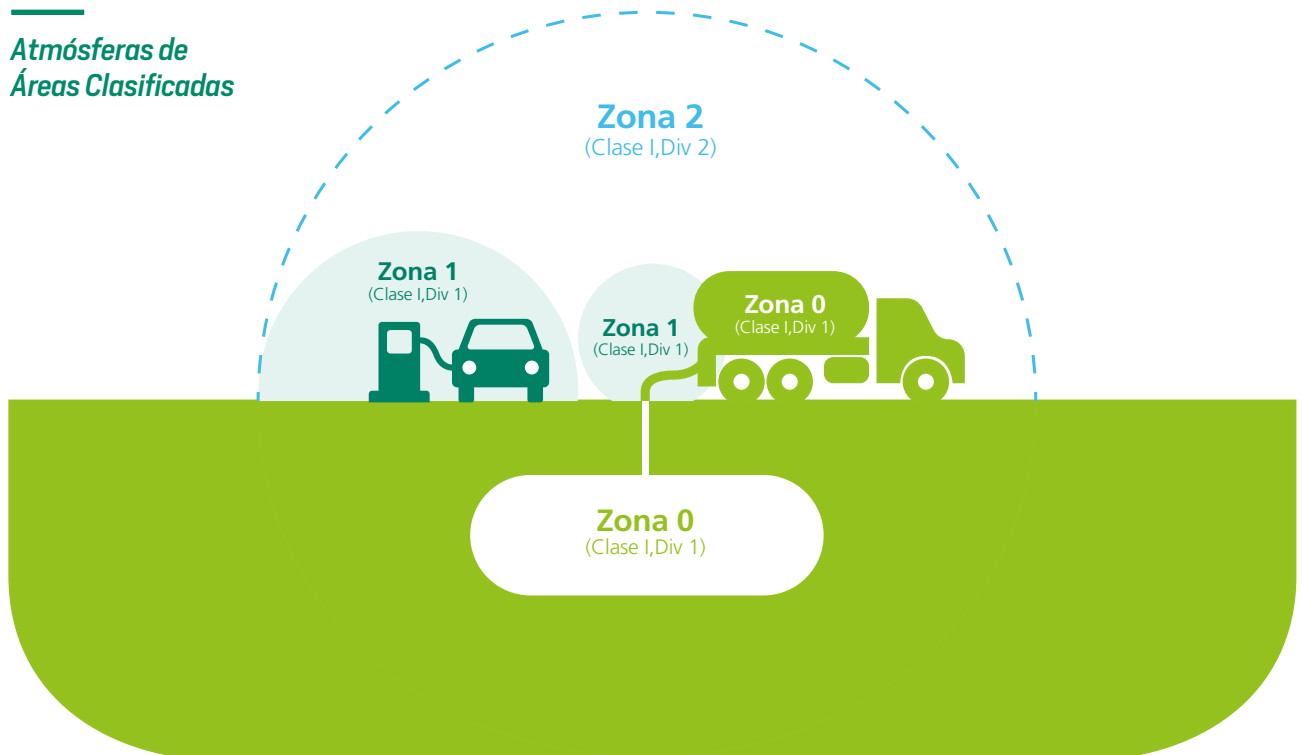 Atmósferas de
Áreas Clasificadas
Zona 2
(Clase I,Div 2)
Zona 1
(Clase I,Div 1)
Zona 1
(Clase I,Div 1)
Zona 0
(Clase I,Div 1)
Zona 0
(Clase I,Div 1)